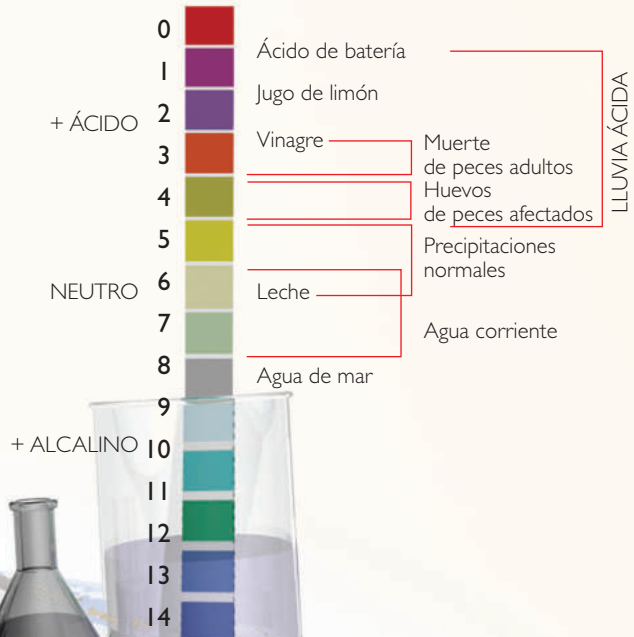 0
1
2
3
4
5
6
7
8
9
10
11
12
13
14
+ ÁCIDO
NEUTRO
+ ALCALINO
Ácido de batería
Jugo de limón
Vinagre
Leche
Agua de mar
Muerte
de peces adultos
Huevos
de peces afectados
Precipitaciones
normales
Agua corriente
LLUVIA ÁCIDA